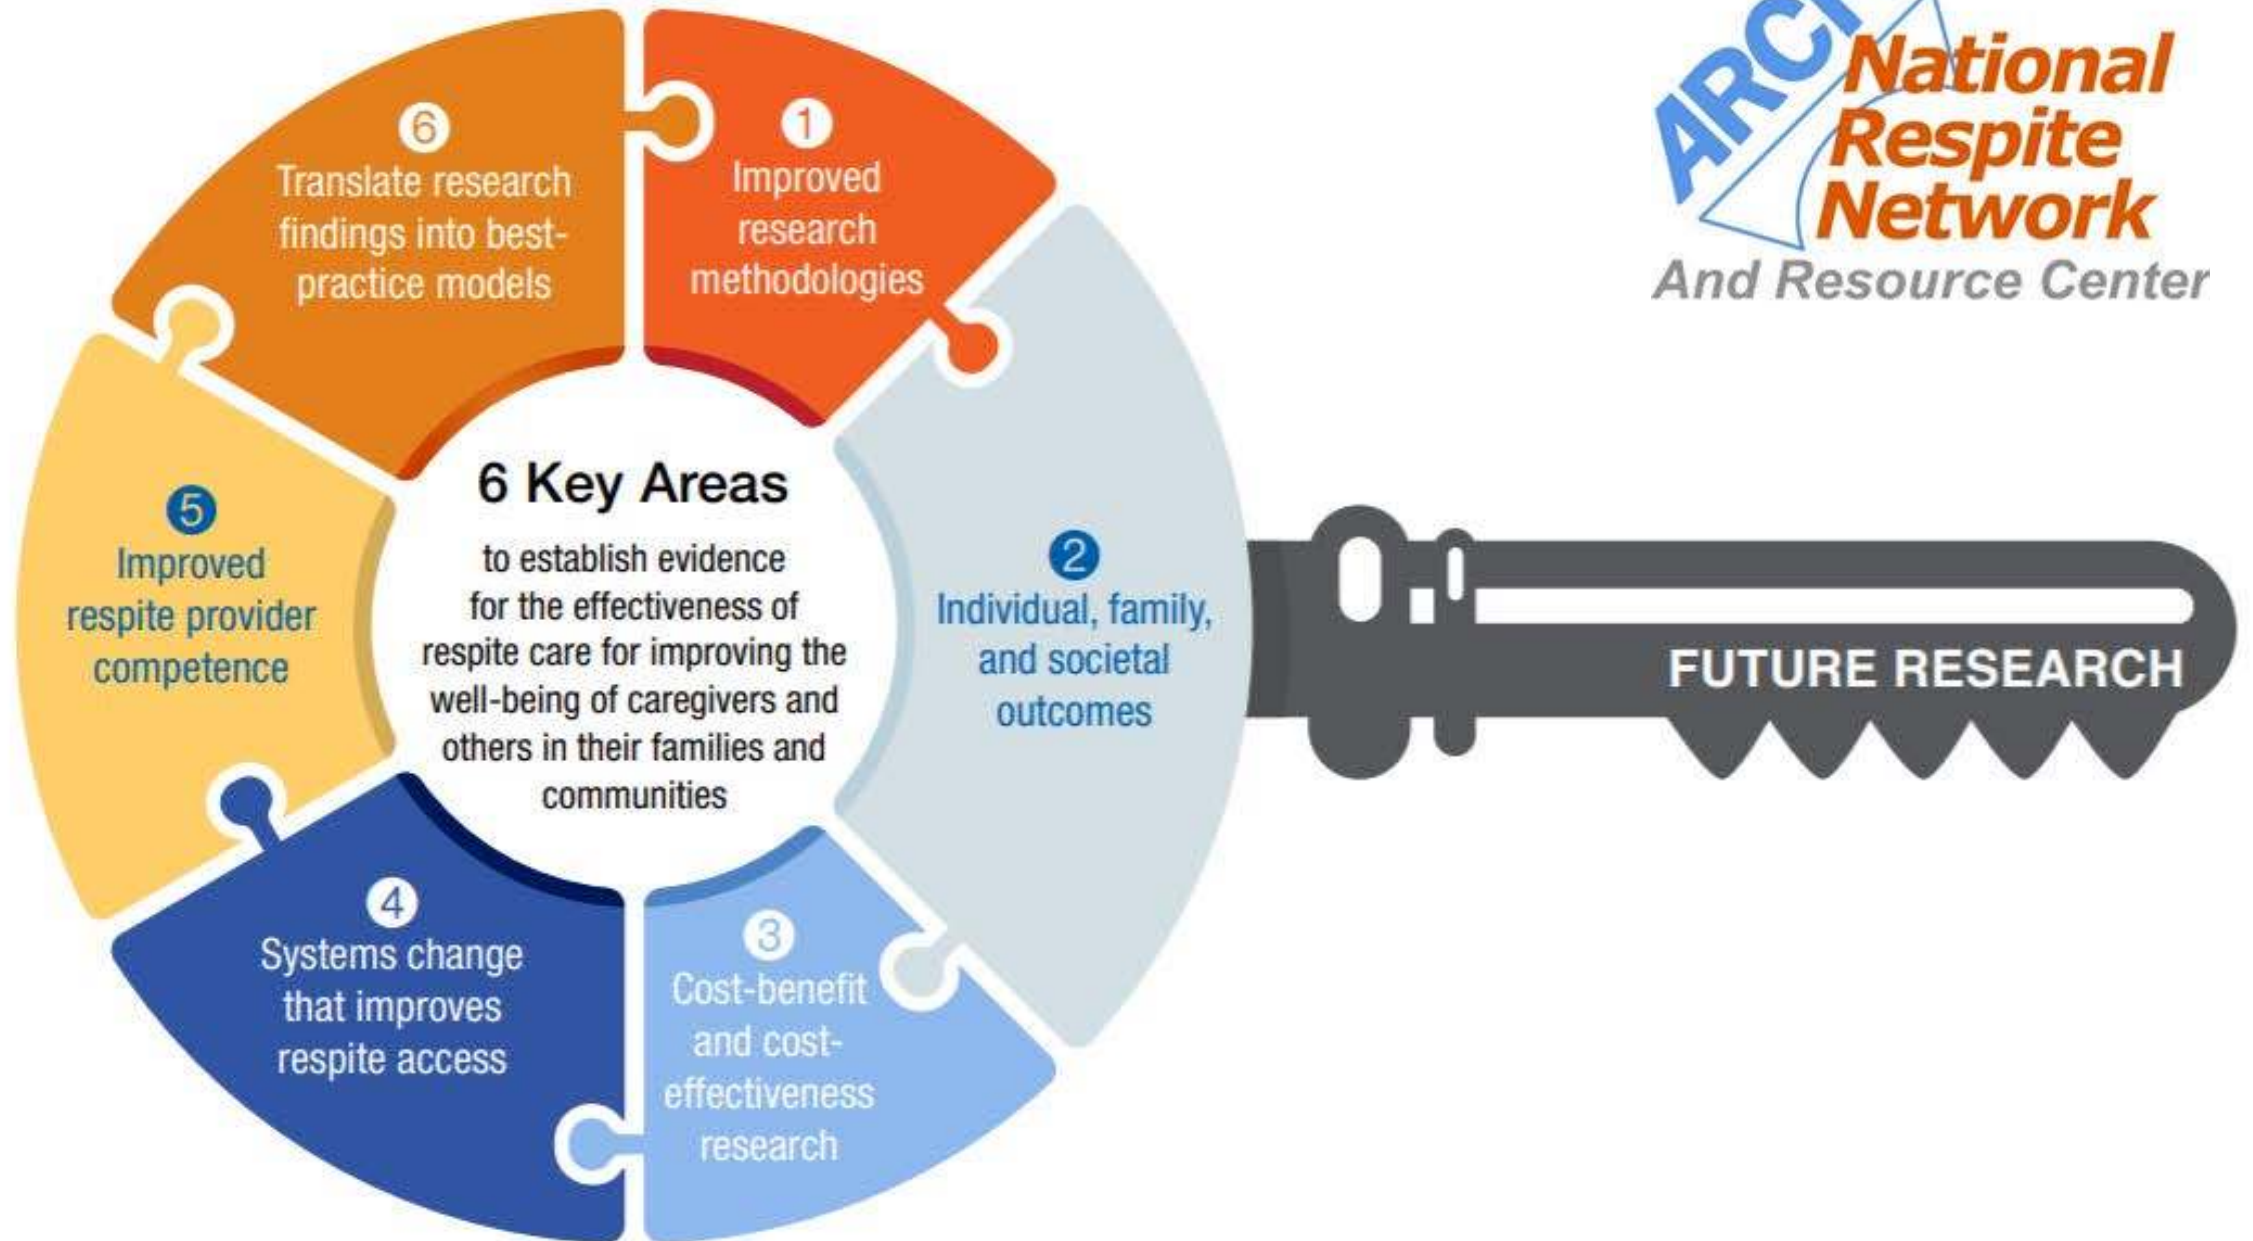 6 Key Areas
to establish evidence
for the effectiveness of
respite care for improving the
well-being of caregivers and
others in their families and
communities
1
Improved
research
methodologies
2
Individual, family,
and societal
outcomes
3
Cost-benefit
and cost-
effectiveness
research
4
Systems change
that improves
respite access
5
Improved
respite provider
competence
6
Translate research
findings into best-
practice models
FUTURE RESEARCH
National
Respite
Network
And Resource Center